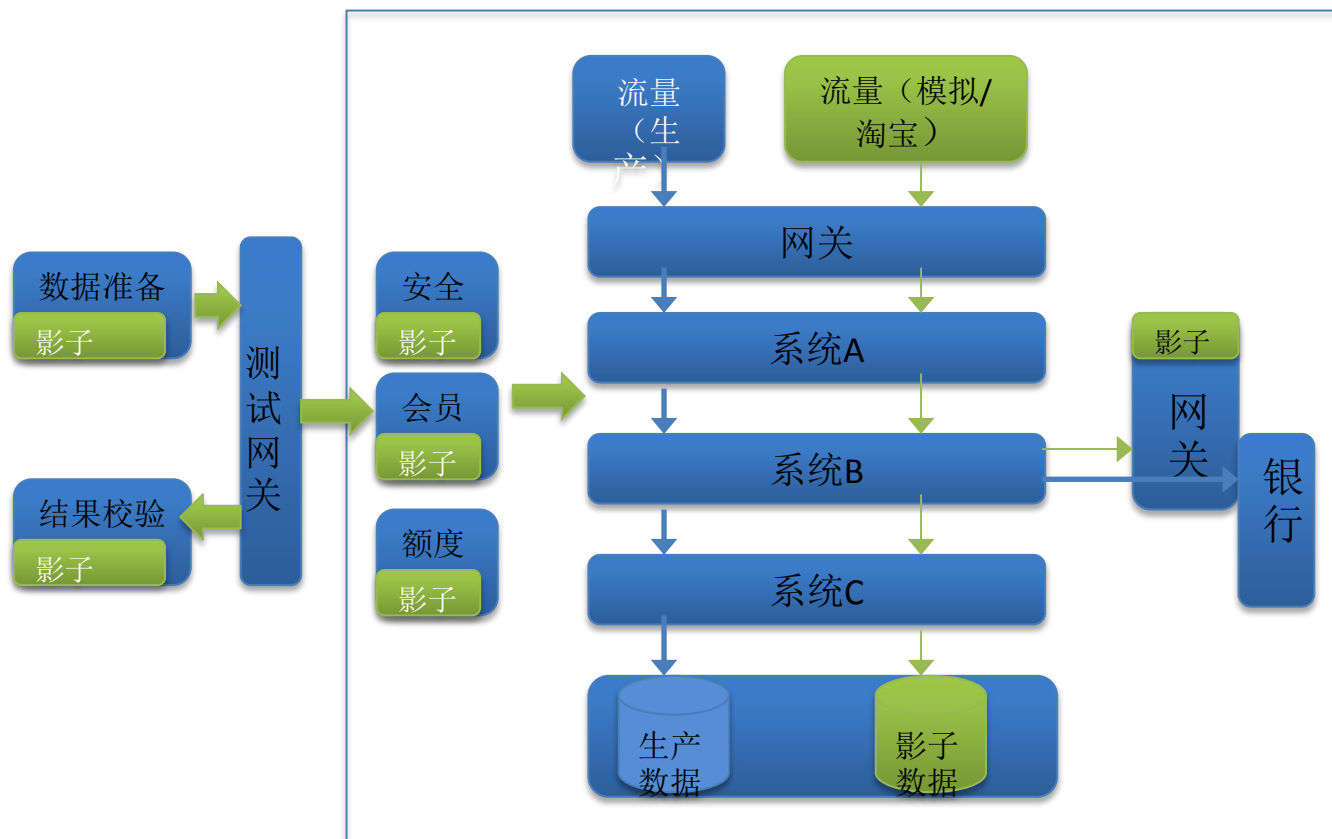 流量
（生
产）
流量（模拟/
淘宝）
网关
数据准备
影子
测
试
网
关
结果校验
影子
安全
影子
会员
影子
额度
影子
系统A
系统B
系统C
影子
网
关
银
行
生产
数据
影子
数据